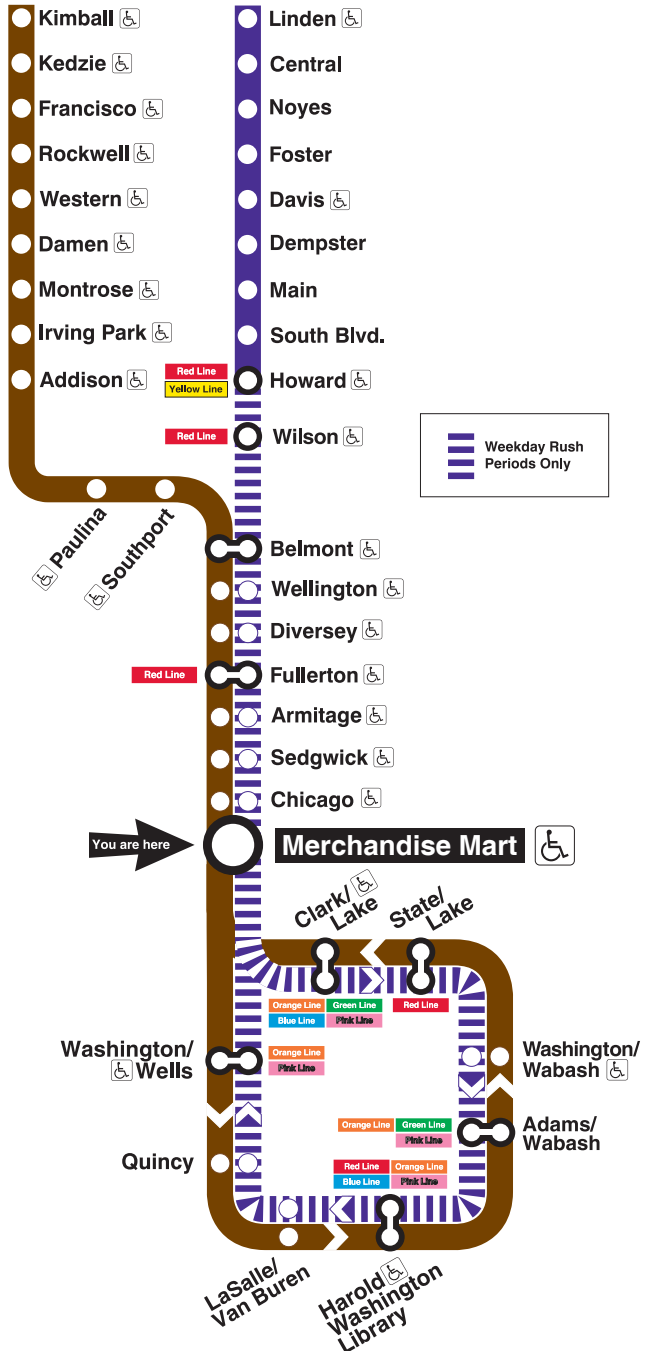 Kimball
Kedzie
Francisco
Rockwell
Western
Damen
Montrose
Irving Park
Addison
Paulina
Southport
Linden
Central
Noyes
Foster
Davis
Dempster
Main
South Blvd.
Red Line
Yellow Line
Howard
Red Line
Wilson
Weekday Rush
Periods Only
Belmont
Wellington
Diversey
Red Line
Fullerton
Armitage
Sedgwick
Chicago
You are here
Merchandise Mart
Clark/
Lake
State/
Lake
Orange Line
Green Line
Blue Line
Pink Line
Red Line
Washington/
Wells
Orange Line
Pink Line
Washington/
Wabash
Orange Line
Green Line
Pink Line
Adams/
Wabash
Quincy
Red Line
Orange Line
Blue Line
Pink Line
LaSalle/
Van Buren
Harold
Washington
Library